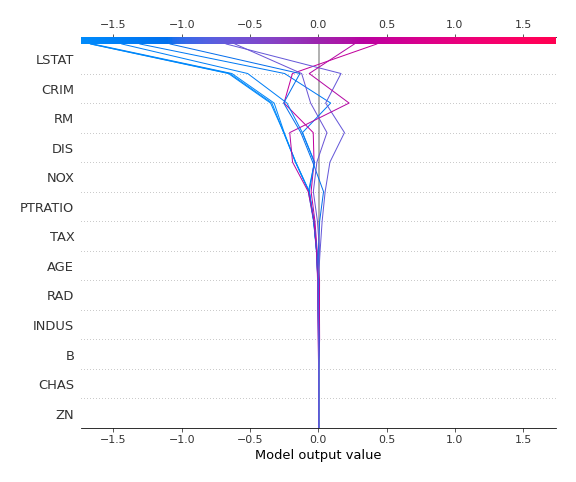 −1.5 −1.0 −0.5 0.0 0.5 1.0 1.5
LSTAT
CRIM
RM
DIS
NOX
PTRATIO
TAX
AGE
RAD
INDUS
B
CHAS
ZN
−1.5 −1.0 −0.5 0.0 0.5 1.0 1.5
Model output value